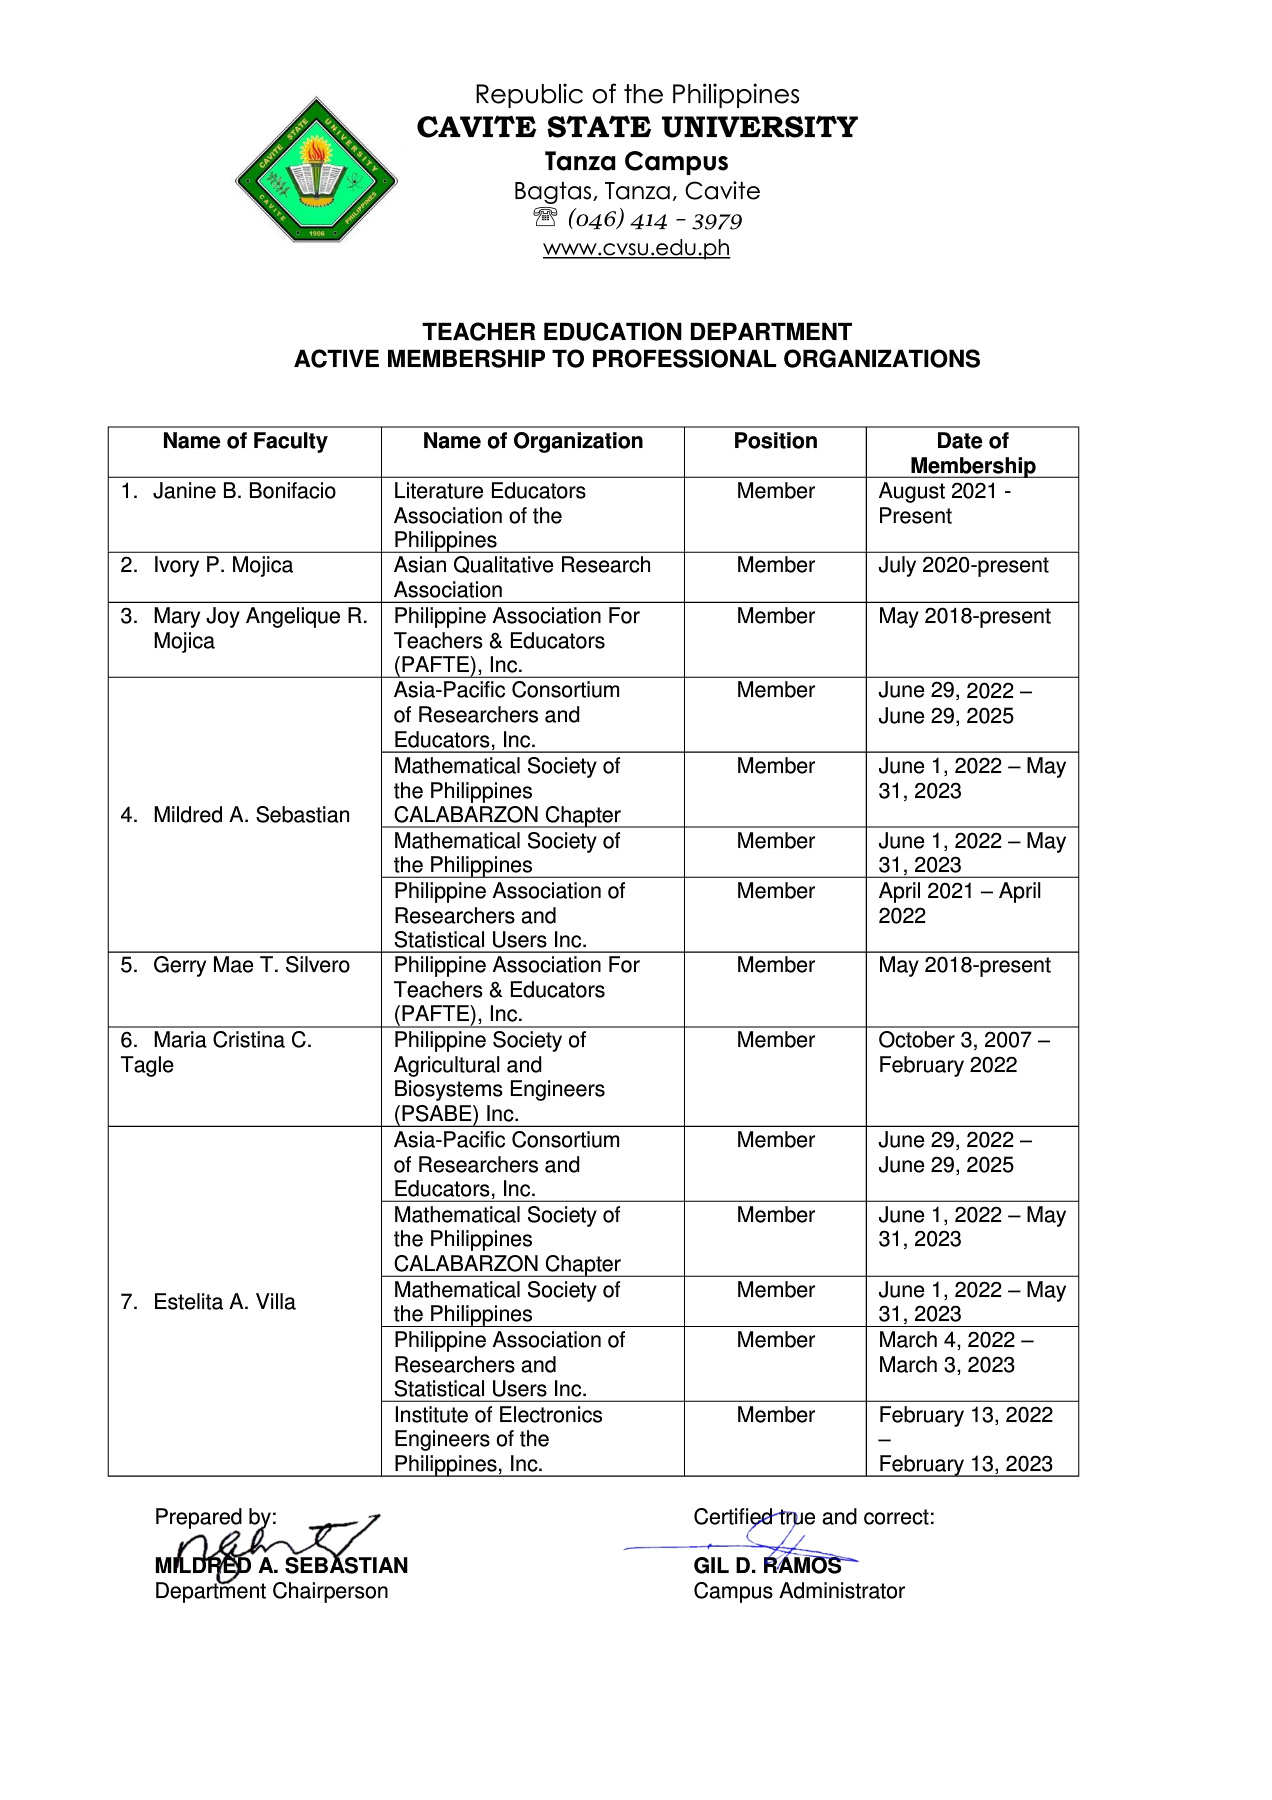 Republic of the Philippines
CAVITE STATE UNIVERSITY
Tanza Campus
Bagtas, Tanza, Cavite
☏ (046) 414 – 3979
www.cvsu.edu.ph
CAVITE STATE UNIVERSITY
CAVITE PHILIPPINES
1906
TEACHER EDUCATION DEPARTMENT
ACTIVE MEMBERSHIP TO PROFESSIONAL ORGANIZATIONS
Name of Faculty Name of Organization Position Date of
Membership
1. Janine B. Bonifacio Literature Educators Member August 2021 -
Association of the Present
Philippines
2. Ivory P. Mojica Asian Qualitative Research Member July 2020-present
Association
3. Mary Joy Angelique R. Philippine Association For Member May 2018-present
Mojica Teachers & Educators
(PAFTE), Inc.
4. Mildred A. Sebastian
Asia-Pacific Consortium Member June 29, 2022 –
of Researchers and June 29, 2025
Educators, Inc.
Mathematical Society of Member June 1, 2022 – May
the Philippines 31, 2023
CALABARZON Chapter
Mathematical Society of Member June 1, 2022 – May
the Philippines 31, 2023
Philippine Association of Member April 2021 – April
Researchers and 2022
Statistical Users Inc.
5. Gerry Mae T. Silvero Philippine Association For Member May 2018-present
Teachers & Educators
(PAFTE), Inc.
6. Maria Cristina C. Philippine Society of Member October 3, 2007 –
Tagle Agricultural and February 2022
Biosystems Engineers
(PSABE) Inc.
7. Estelita A. Villa
Asia-Pacific Consortium Member June 29, 2022 –
of Researchers and June 29, 2025
Educators, Inc.
Mathematical Society of Member June 1, 2022 – May
the Philippines 31, 2023
CALABARZON Chapter
Mathematical Society of Member June 1, 2022 – May
the Philippines 31, 2023
Philippine Association of Member March 4, 2022 –
Researchers and March 3, 2023
Statistical Users Inc.
Institute of Electronics Member February 13, 2022
Engineers of the –
Philippines, Inc. February 13, 2023
Prepared by: Certified true and correct:
MILDRED A. SEBASTIAN GIL D. RAMOS
Department Chairperson Campus Administrator